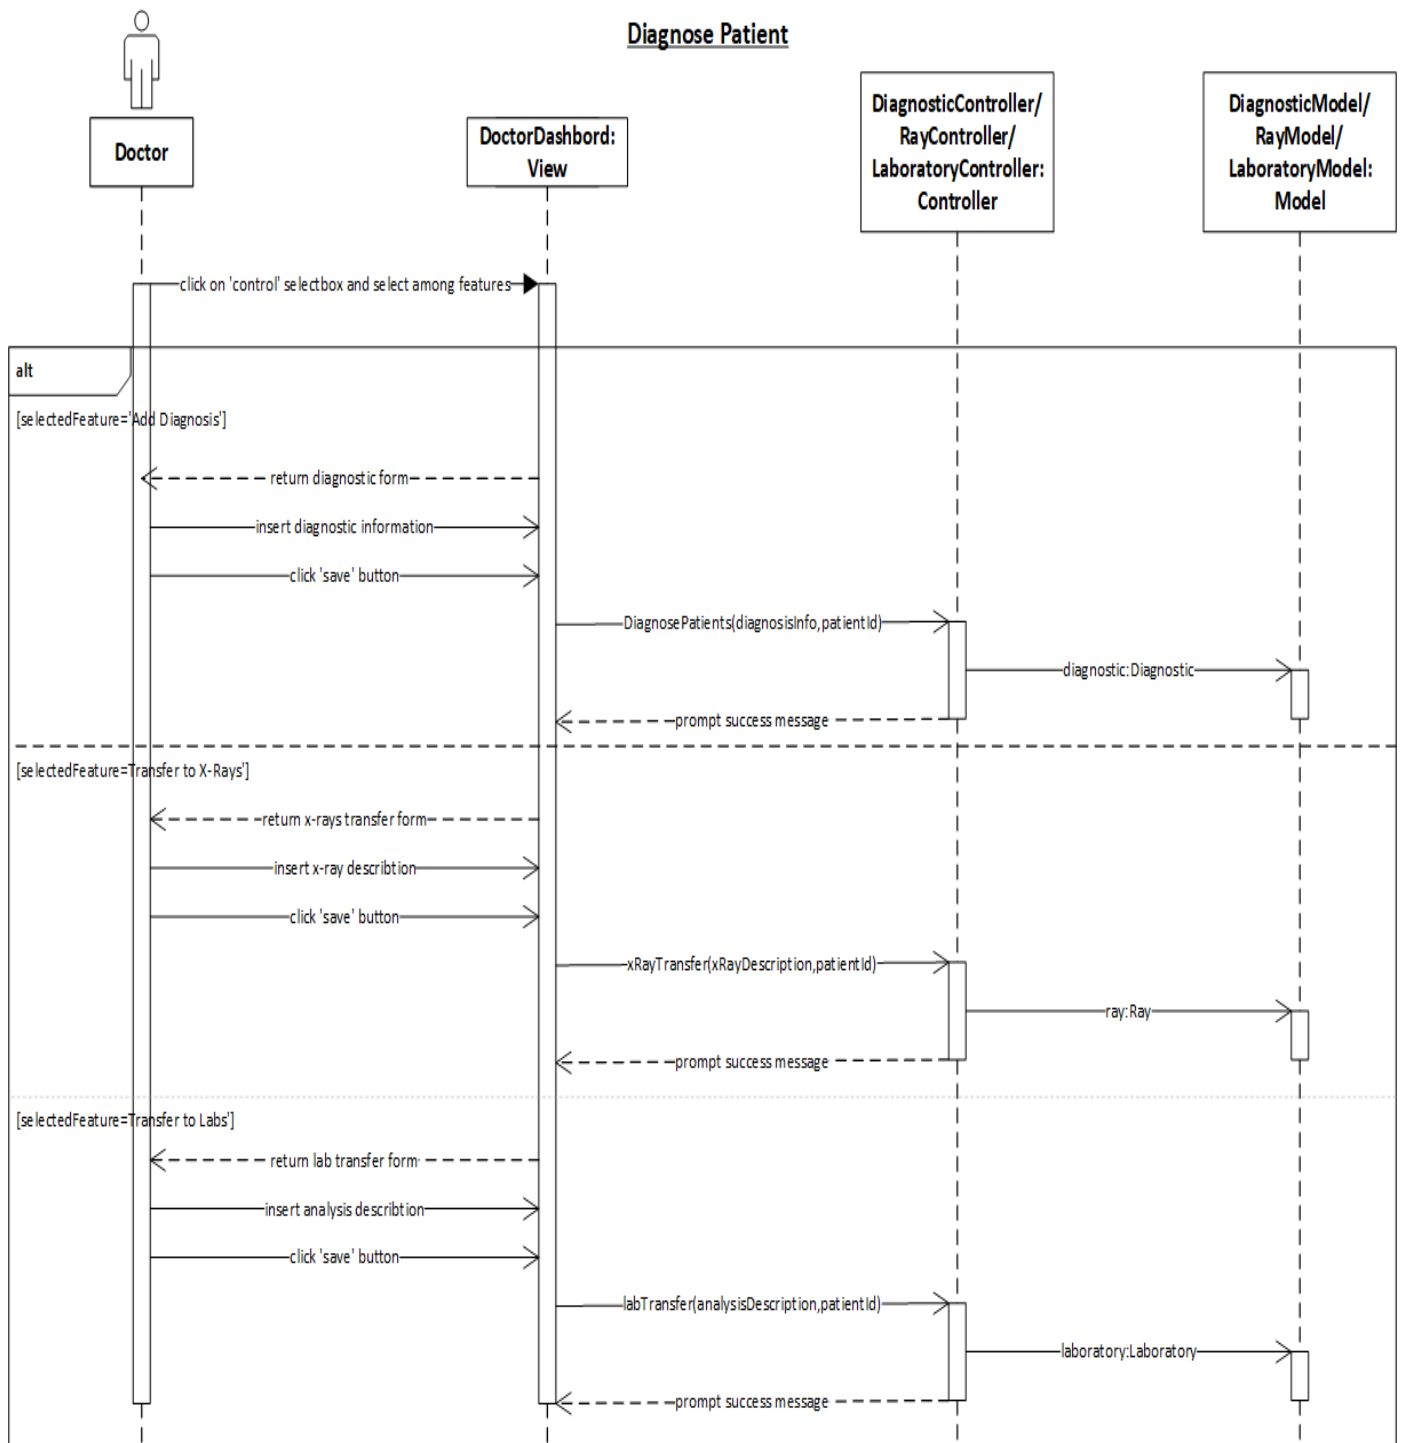 Diagnose Patient
Doctor
DoctorDashbord:
View
DiagnosticController/
RayController/
LaboratoryController:
Controller
DiagnosticModel/
RayModel/
LaboratoryModel:
Model
click on 'control' selectbox and select among features
alt
[selectedFeature='Add Diagnosis']
return diagnostic form
insert diagnostic information
click 'save' button
DiagnosePatients(diagnosisInfo,patientId)
diagnostic:Diagnostic
prompt success message
[selectedFeature=Transfer to X-Rays']
return x-rays transfer form
insert x-ray describtion
click 'save' button
xRayTransfer(xRayDescription,patientId)
ray:Ray
prompt success message
[selectedFeature=Transfer to Labs']
return lab transfer form
insert analysis describtion
click 'save' button
labTransfer(analysisDescription,patientId)
laboratory:Laboratory
prompt success message